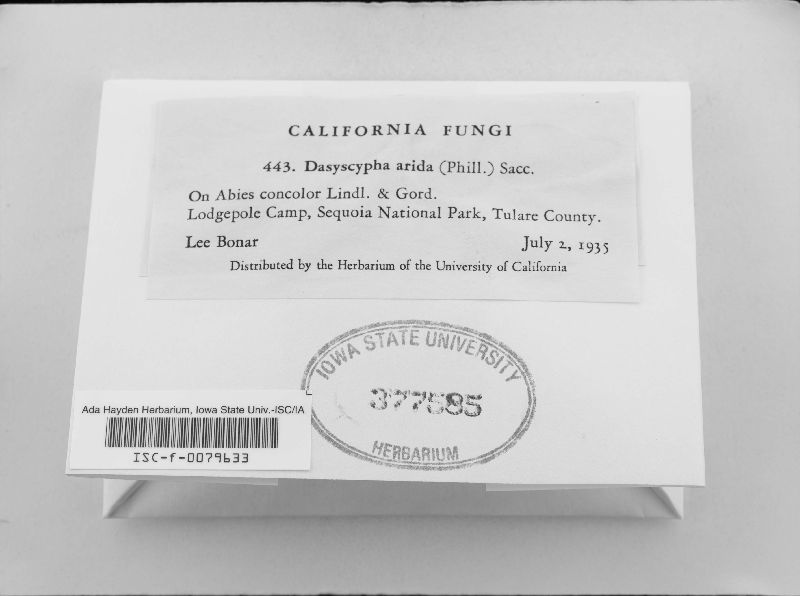 CALIFORNIA FUNGI
443. Dasyscypha arida (Phill.) Sacc.
On Abies concolor Lindl. & Gord.
Lodgepole Camp, Sequoia National Park, Tulare County.
Lee Bonar July 2, 1935
Distributed by the Herbarium of the University of California
IOWA STATE UNIVERSITY
377595
HERBARIUM
Ada Hayden Herbarium, Iowa State Univ.-ISC/IA
ISC-f-0079633